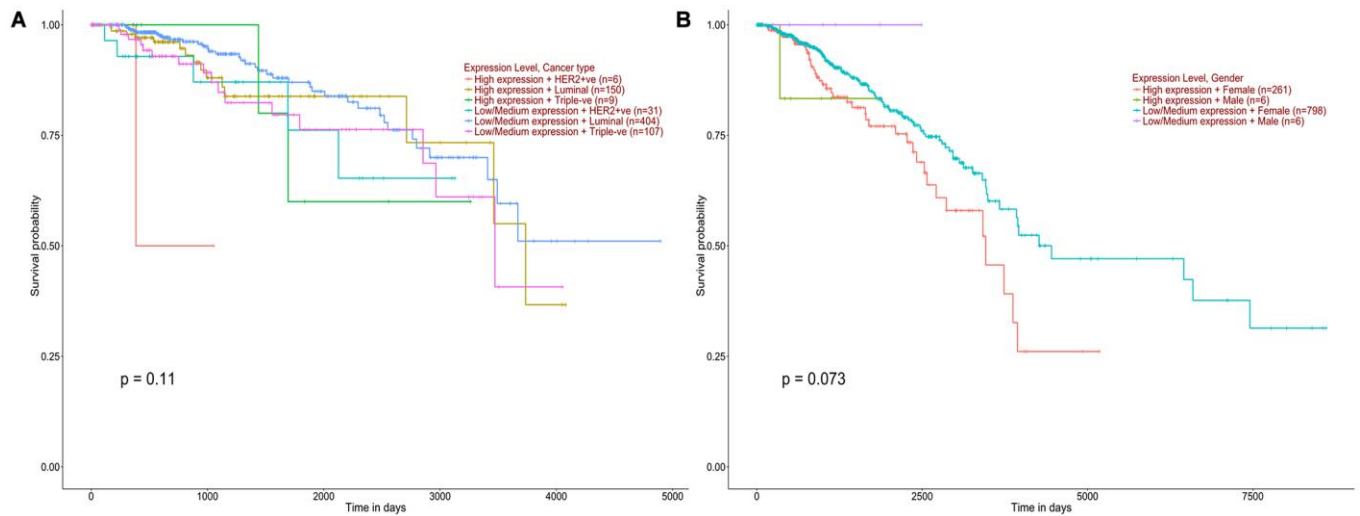 A
1.00
0.75
0.50
0.25
0.00
Survival probability
Expression Level, Cancer type
High expression + HER2+ve (n=6)
High expression + Luminal (n=150)
High expression + Triple-ve (n=9)
Low/Medium expression + HER2+ve (n=31)
Low/Medium expression + Luminal (n=404)
Low/Medium expression + Triple-ve (n=107)
p = 0.11
0 1000 2000 3000 4000 5000
Time in days
B
1.00
0.75
0.50
0.25
0.00
Survival probability
Expression Level, Gender
High expression + Female (n=261)
High expression + Male (n=6)
Low/Medium expression + Female (n=798)
Low/Medium expression + Male (n=6)
p = 0.073
0 2500 5000 7500
Time in days